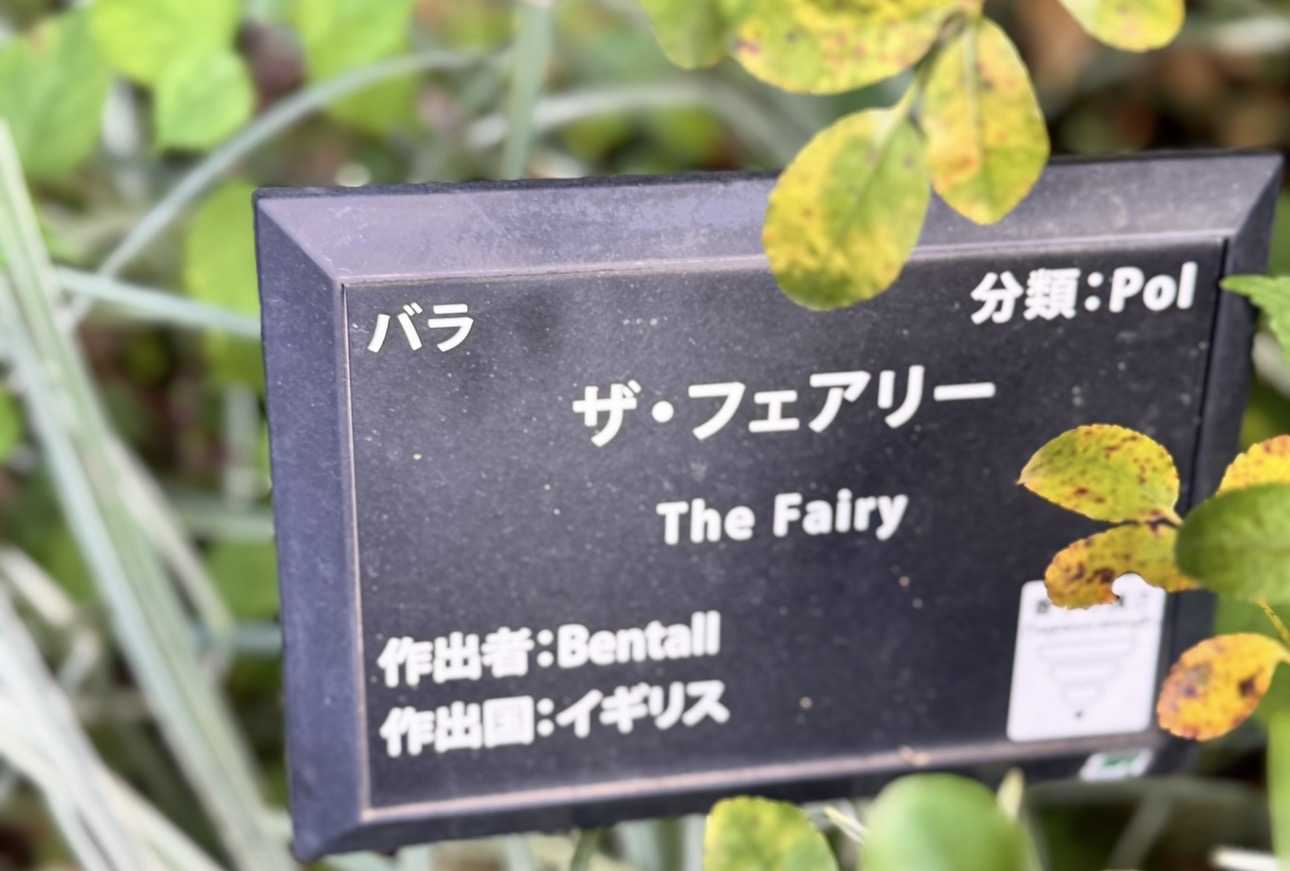 バラ
分類：Pol
ザ・フェアリー
The Fairy
作出者：Bentall
作出国：イギリス